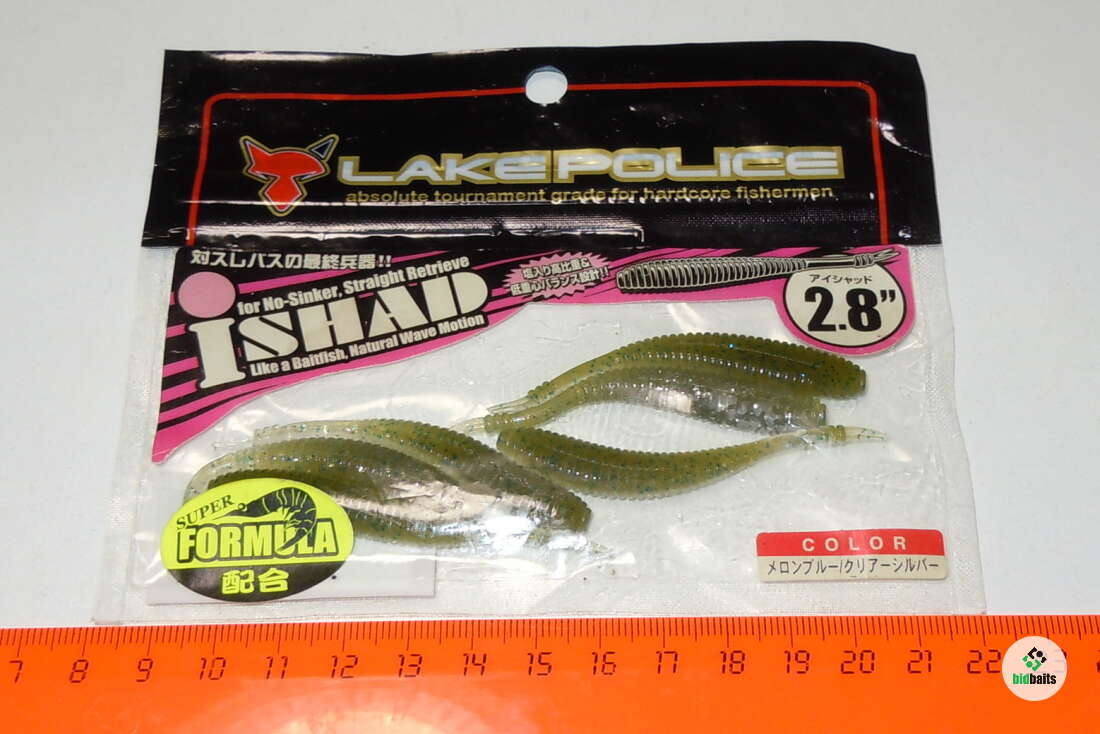 LAKE POLICE
absolute tournament grade for hardcore fishermen
対スレバスの最終兵器!!
for No-Sinker, Straight Retrieve
i SHAD
Like a Baitfish, Natural Wave Motion
塩入り高比重&
低重心バランス設計!!
アイシャッド
2.8"
SUPER
FORMULA
配合
COLOR
メロンブルー/クリアーシルバー
7 8 9 10 11 12 13 14 15 16 17 18 19 20 21 22
bidbaits